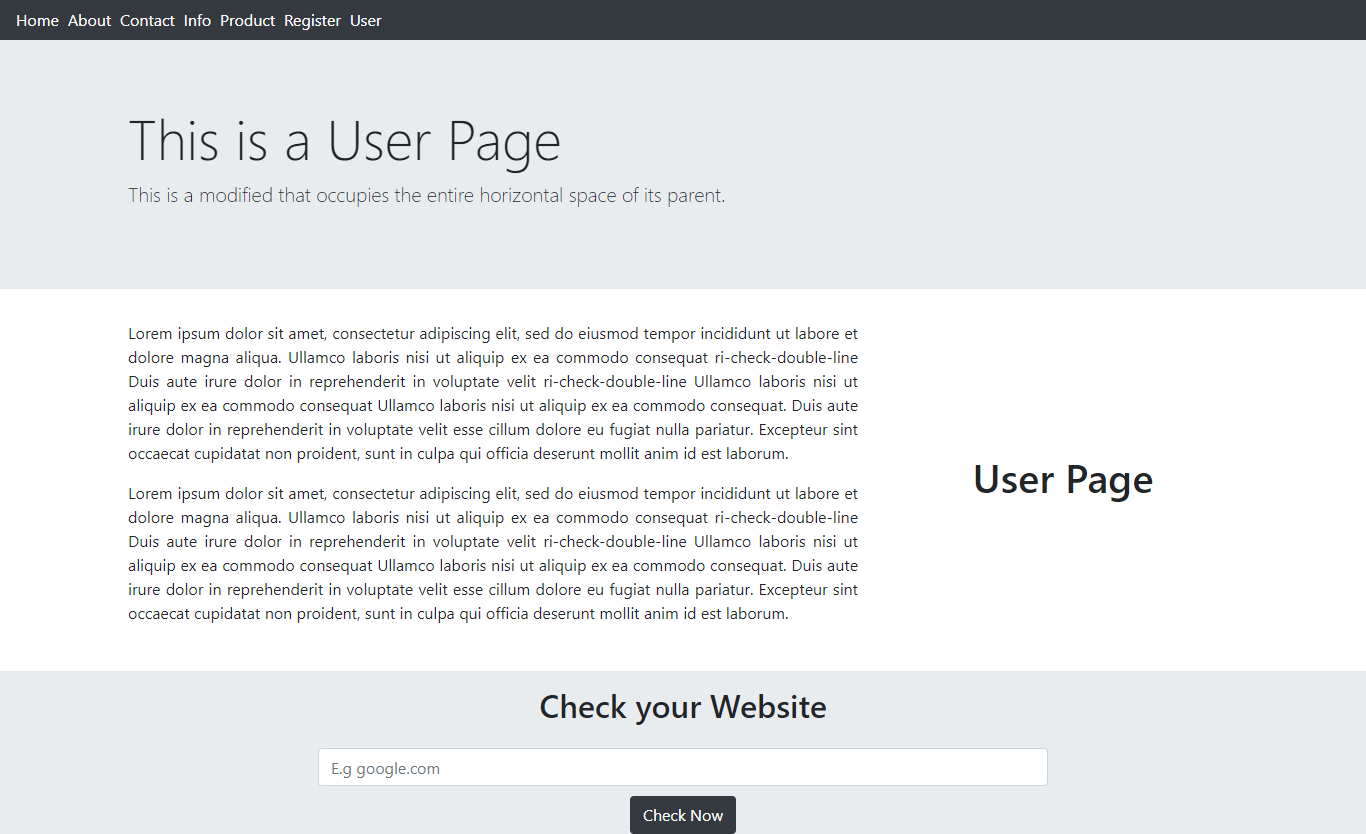 Home About Contact Info Product Register User
This is a User Page
This is a modified that occupies the entire horizontal space of its parent.
Lorem ipsum dolor sit amet, consectetur adipiscing elit, sed do eiusmod tempor incididunt ut labore et
dolore magna aliqua. Ullamco laboris nisi ut aliquip ex ea commodo consequat ri-check-double-line
Duis aute irure dolor in reprehenderit in voluptate velit ri-check-double-line Ullamco laboris nisi ut
aliquip ex ea commodo consequat Ullamco laboris nisi ut aliquip ex ea commodo consequat. Duis aute
irure dolor in reprehenderit in voluptate velit esse cillum dolore eu fugiat nulla pariatur. Excepteur sint
occaecat cupidatat non proident, sunt in culpa qui officia deserunt mollit anim id est laborum.
Lorem ipsum dolor sit amet, consectetur adipiscing elit, sed do eiusmod tempor incididunt ut labore et
dolore magna aliqua. Ullamco laboris nisi ut aliquip ex ea commodo consequat ri-check-double-line
Duis aute irure dolor in reprehenderit in voluptate velit ri-check-double-line Ullamco laboris nisi ut
aliquip ex ea commodo consequat Ullamco laboris nisi ut aliquip ex ea commodo consequat. Duis aute
irure dolor in reprehenderit in voluptate velit esse cillum dolore eu fugiat nulla pariatur. Excepteur sint
occaecat cupidatat non proident, sunt in culpa qui officia deserunt mollit anim id est laborum.
User Page
Check your Website
E.g google.com
Check Now